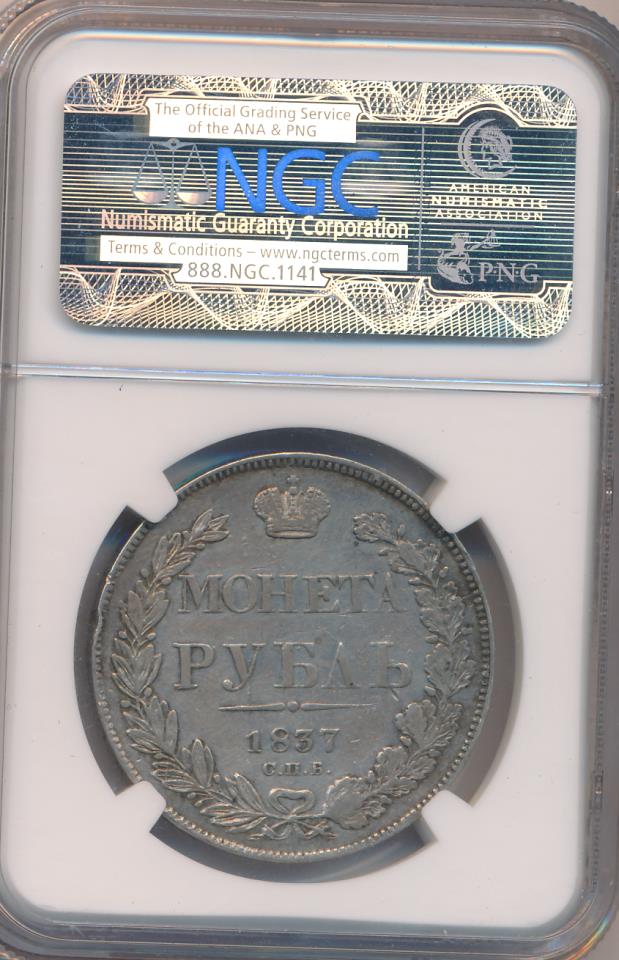 The Official Grading Service
of the ANA & PNG
NGC
Numismatic Guaranty Corporation
Terms & Conditions – www.ngcterms.com
888.NGC.1141
AMERICAN
NUMISMATIC
ASSOCIATION
PNG
МОНЕТА
РУБЛЬ
1837
С.П.Б.